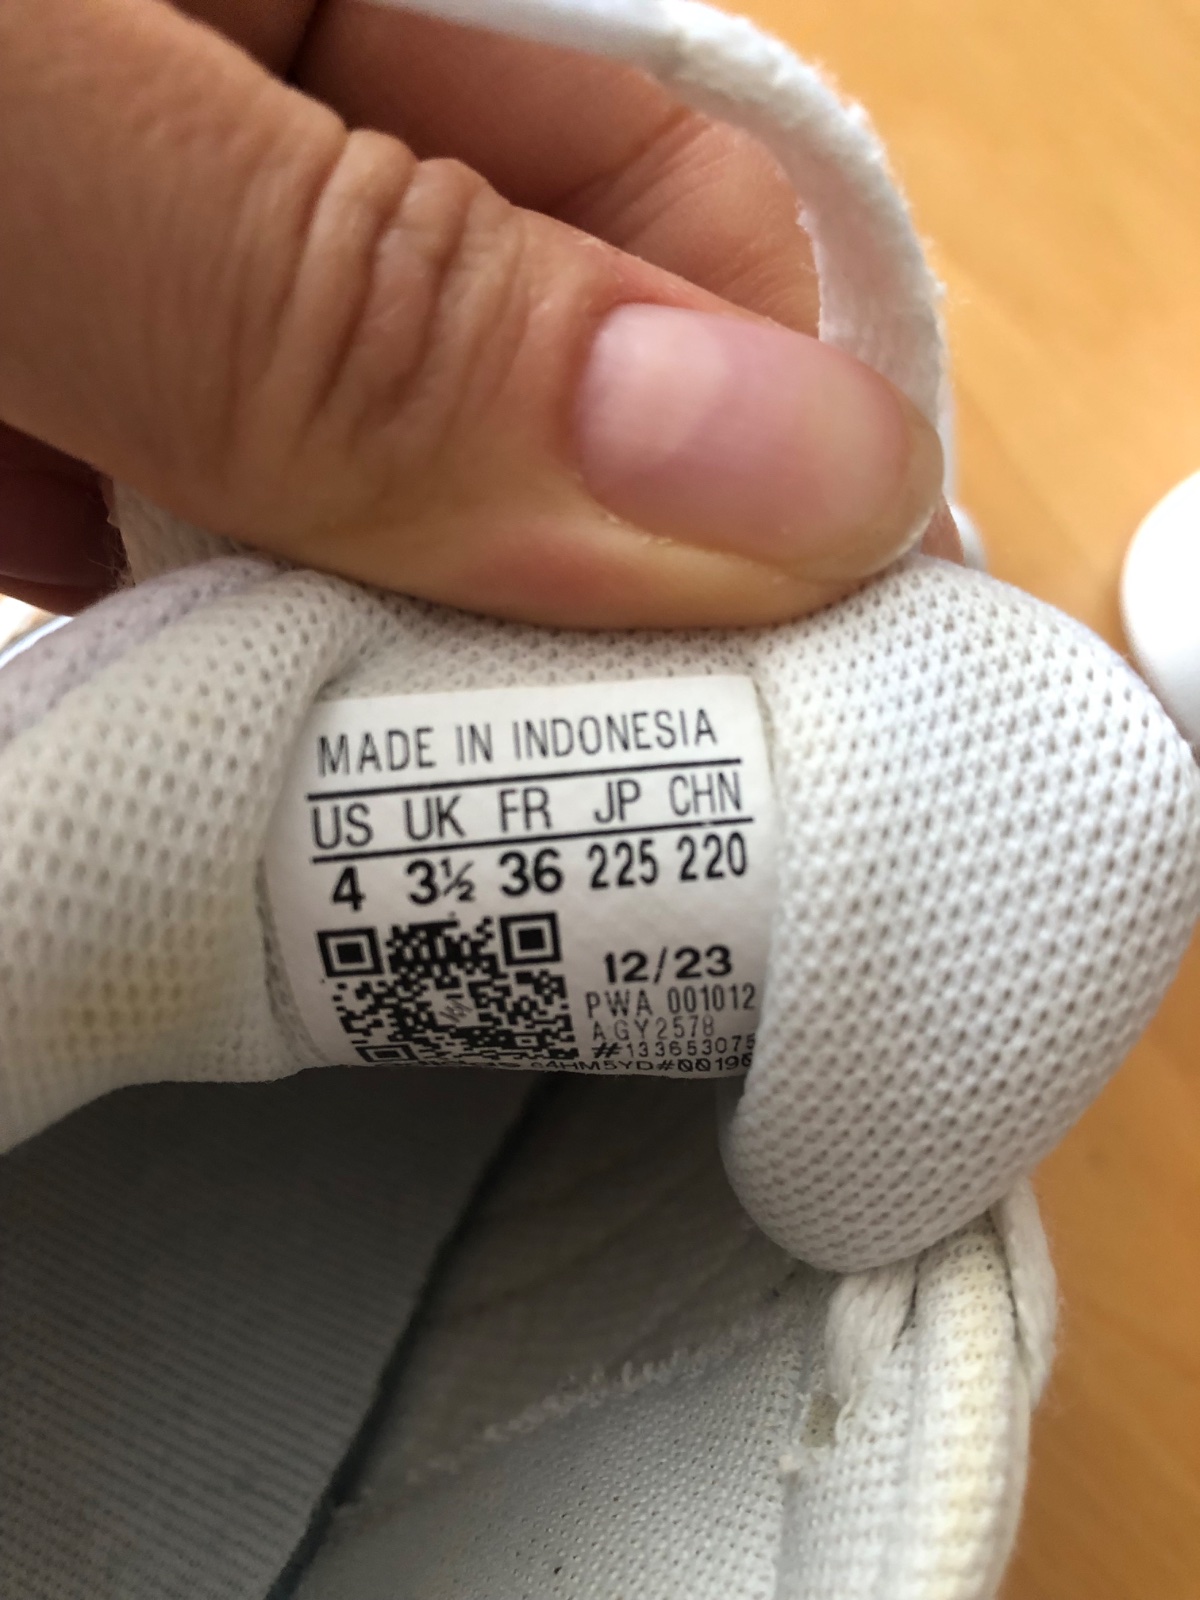 MADE IN INDONESIA
US UK FR JP CHN
4 3½ 36 225 220
12/23
PWA 001012
AGY2578
#133653075